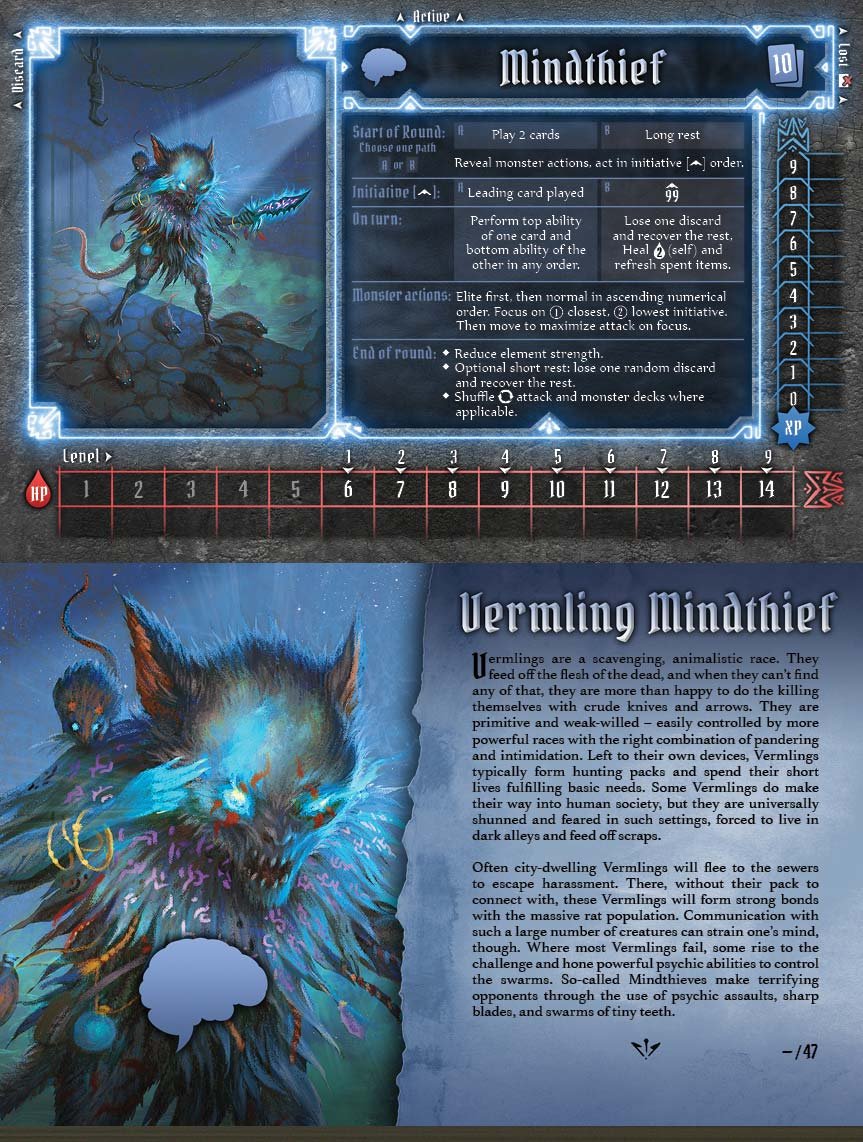 Active
Discard
Mindthief
10
Lost
Start of Round:
Choose one path
A or B
A Play 2 cards
B Long rest
Reveal monster actions, act in initiative [ ] order.
Initiative [ ]:
A Leading card played
B 99
On turn:
Perform top ability
of one card and
bottom ability of the
other in any order.
Lose one discard
and recover the rest.
Heal 2 (self) and
refresh spent items.
Monster actions:
Elite first, then normal in ascending numerical
order. Focus on ① closest, ② lowest initiative.
Then move to maximize attack on focus.
End of round:
Reduce element strength.
Optional short rest: lose one random discard
and recover the rest.
Shuffle attack and monster decks where
applicable.
9
8
7
6
5
4
3
2
1
0
XP
Level 1 2 3 4 5 6 7 8 9
HP 1 2 3 4 5 6 7 8 9 10 11 12 13 14
Vermling Mindthief
Vermlings are a scavenging, animalistic race. They
feed off the flesh of the dead, and when they can't find
any of that, they are more than happy to do the killing
themselves with crude knives and arrows. They are
primitive and weak-willed – easily controlled by more
powerful races with the right combination of pandering
and intimidation. Left to their own devices, Vermlings
typically form hunting packs and spend their short
lives fulfilling basic needs. Some Vermlings do make
their way into human society, but they are universally
shunned and feared in such settings, forced to live in
dark alleys and feed off scraps.
Often city-dwelling Vermlings will flee to the sewers
to escape harassment. There, without their pack to
connect with, these Vermlings will form strong bonds
with the massive rat population. Communication with
such a large number of creatures can strain one's mind,
though. Where most Vermlings fail, some rise to the
challenge and hone powerful psychic abilities to control
the swarms. So-called Mindthieves make terrifying
opponents through the use of psychic assaults, sharp
blades, and swarms of tiny teeth.
–/47